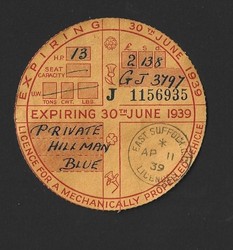 EXPIRING 30TH JUNE 1939
H.P. 13
£ S D
2 13 8
SEAT CAPACITY
GJ 3797
U.W.
TONS. CWT. LBS.
J 1156935
EXPIRING 30TH JUNE 1939
PRIVATE
HILLMAN
BLUE
EAST SUFFOLK
AP 11
39
LICENCE FOR A MECHANICALLY PROPELLED VEHICLE